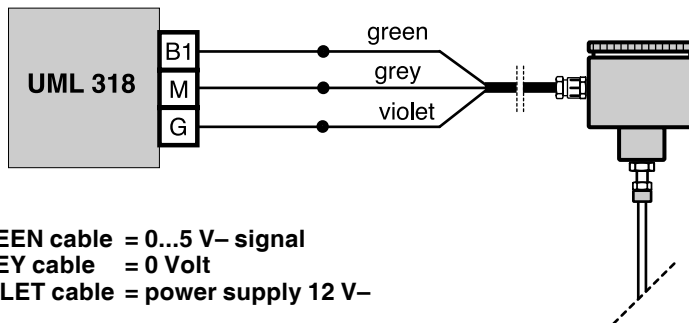 green
B1
UML 318
grey
M
violet
G
EEN cable = 0...5 V– signal
EY cable = 0 Volt
LET cable = power supply 12 V–